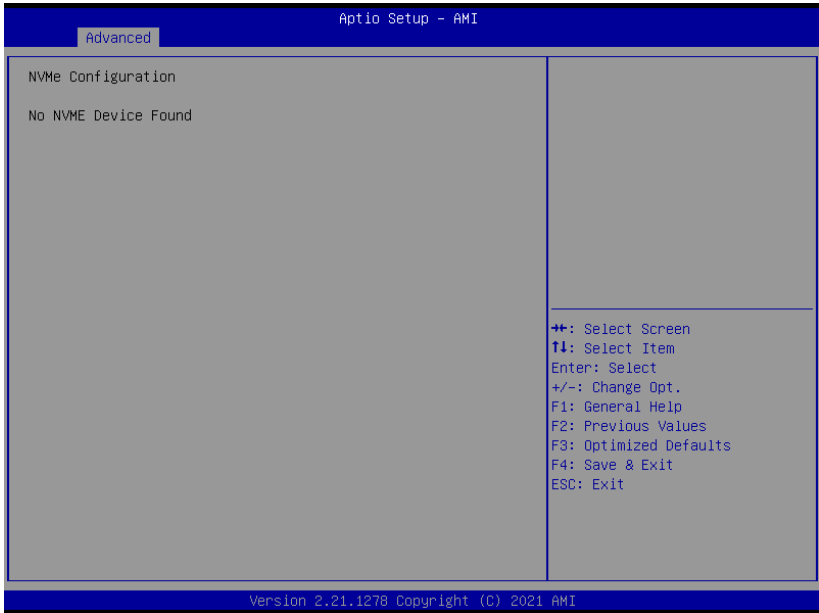 Aptio Setup – AMI
Advanced
NVMe Configuration
No NVME Device Found
→←: Select Screen
↑↓: Select Item
Enter: Select
+/-: Change Opt.
F1: General Help
F2: Previous Values
F3: Optimized Defaults
F4: Save & Exit
ESC: Exit
Version 2.21.1278 Copyright (C) 2021 AMI